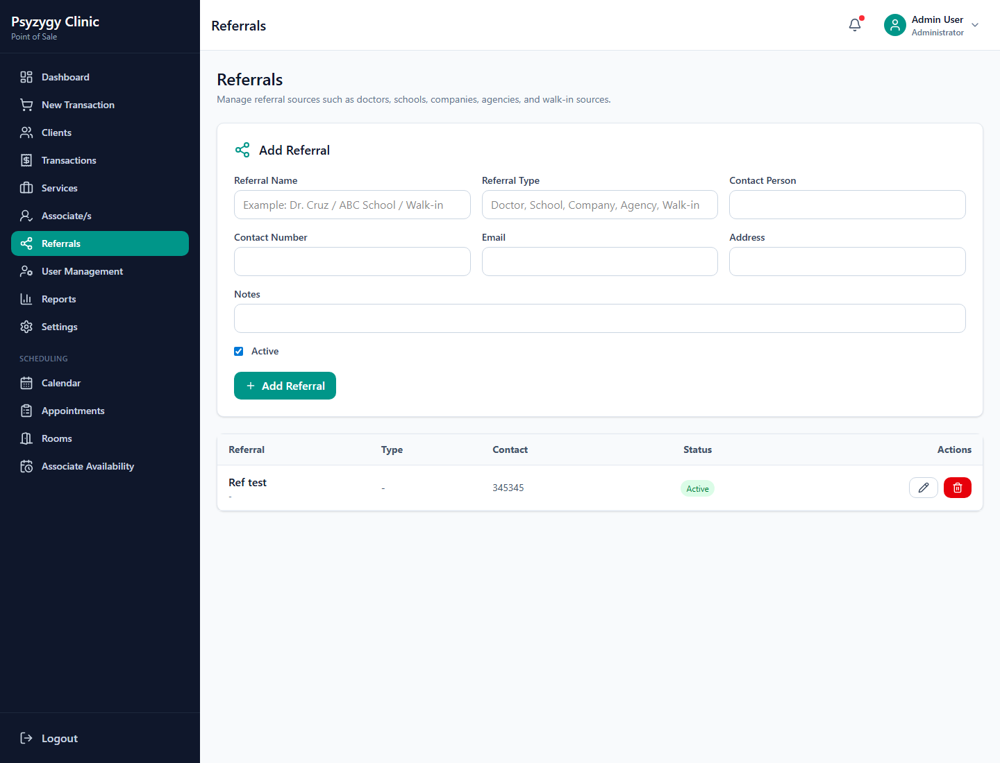 Psyzygy Clinic
Point of Sale
Dashboard
New Transaction
Clients
Transactions
Services
Associate/s
Referrals
User Management
Reports
Settings
SCHEDULING
Calendar
Appointments
Rooms
Associate Availability
Logout
Referrals
Admin User
Administrator
Referrals
Manage referral sources such as doctors, schools, companies, agencies, and walk-in sources.
Add Referral
Referral Name
Referral Type
Contact Person
Example: Dr. Cruz / ABC School / Walk-in
Doctor, School, Company, Agency, Walk-in
Contact Number
Email
Address
Notes
Active
+ Add Referral
Referral Type Contact Status Actions
Ref test
-
-
345345
Active